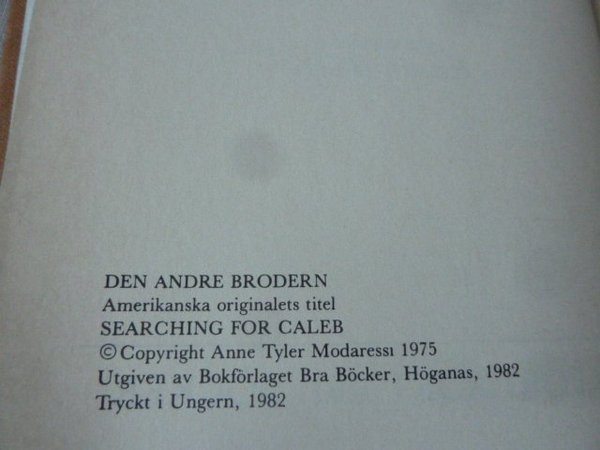 DEN ANDRE BRODERN
Amerikanska originalets titel
SEARCHING FOR CALEB
© Copyright Anne Tyler Modaressı 1975
Utgiven av Bokförlaget Bra Böcker, Höganas, 1982
Tryckt i Ungern, 1982